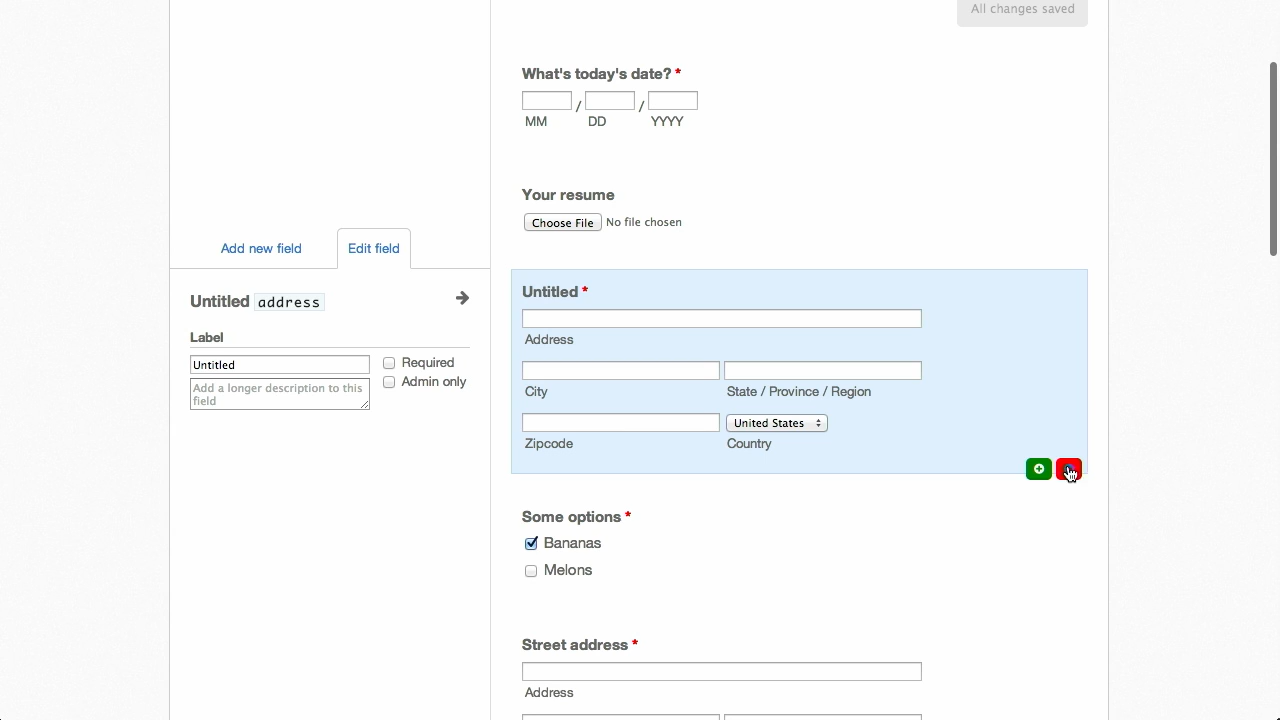 All changes saved
What's today's date? *
/ /
MM DD YYYY
Your resume
Choose File No file chosen
Add new field Edit field
Untitled address
Label
Untitled
Required
Add a longer description to this field
Admin only
Untitled *
Address
City State / Province / Region
United States
Zipcode Country
Some options *
Bananas
Melons
Street address *
Address